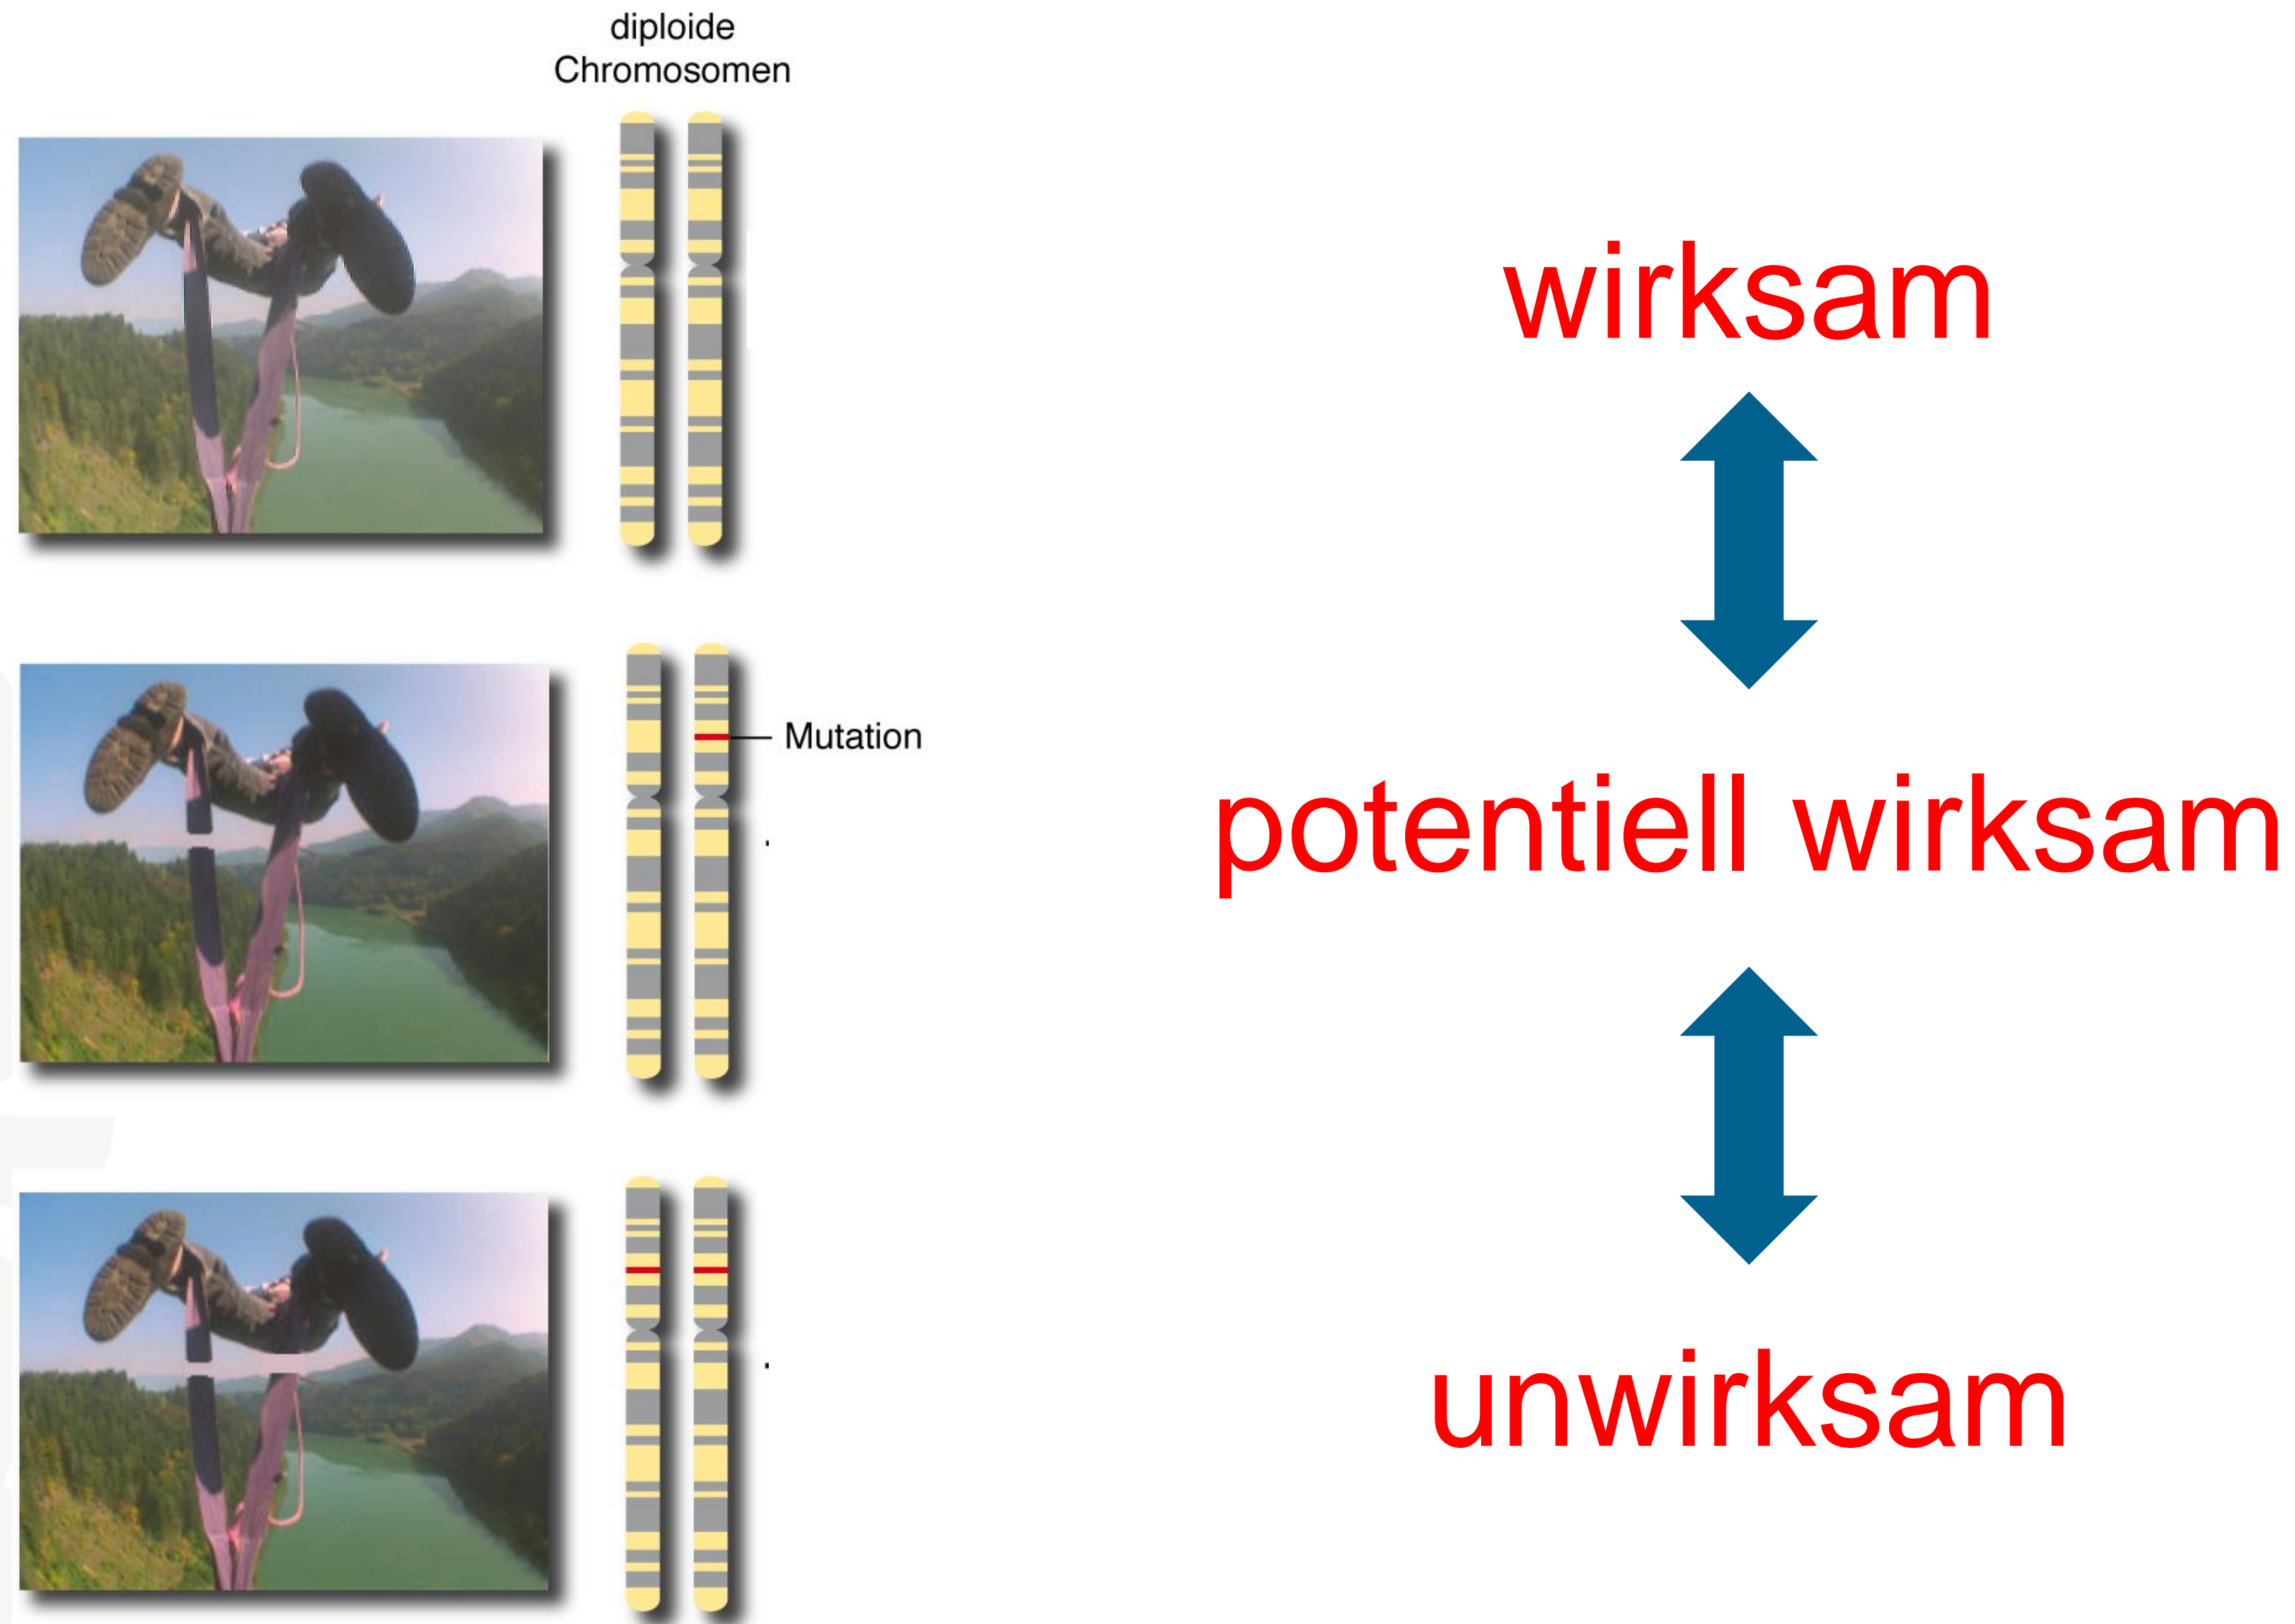 diploide
Chromosomen
wirksam
Mutation
potentiell wirksam
unwirksam